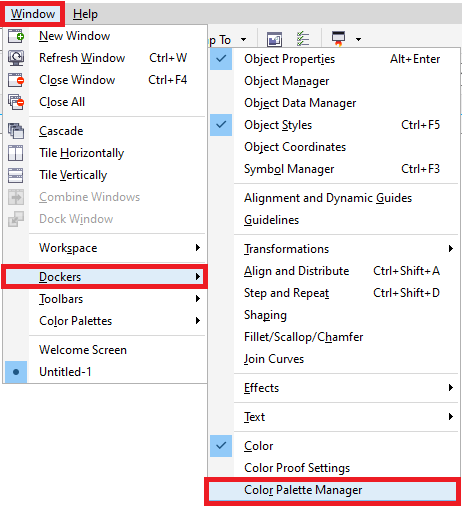 Window Help
New Window
Refresh Window Ctrl+W
Close Window Ctrl+F4
Close All
Cascade
Tile Horizontally
Tile Vertically
Combine Windows
Dock Window
Workspace
Dockers
Toolbars
Color Palettes
Welcome Screen
Untitled-1
To
Object Properties Alt+Enter
Object Manager
Object Data Manager
Object Styles Ctrl+F5
Object Coordinates
Symbol Manager Ctrl+F3
Alignment and Dynamic Guides
Guidelines
Transformations
Align and Distribute Ctrl+Shift+A
Step and Repeat Ctrl+Shift+D
Shaping
Fillet/Scallop/Chamfer
Join Curves
Effects
Text
Color
Color Proof Settings
Color Palette Manager